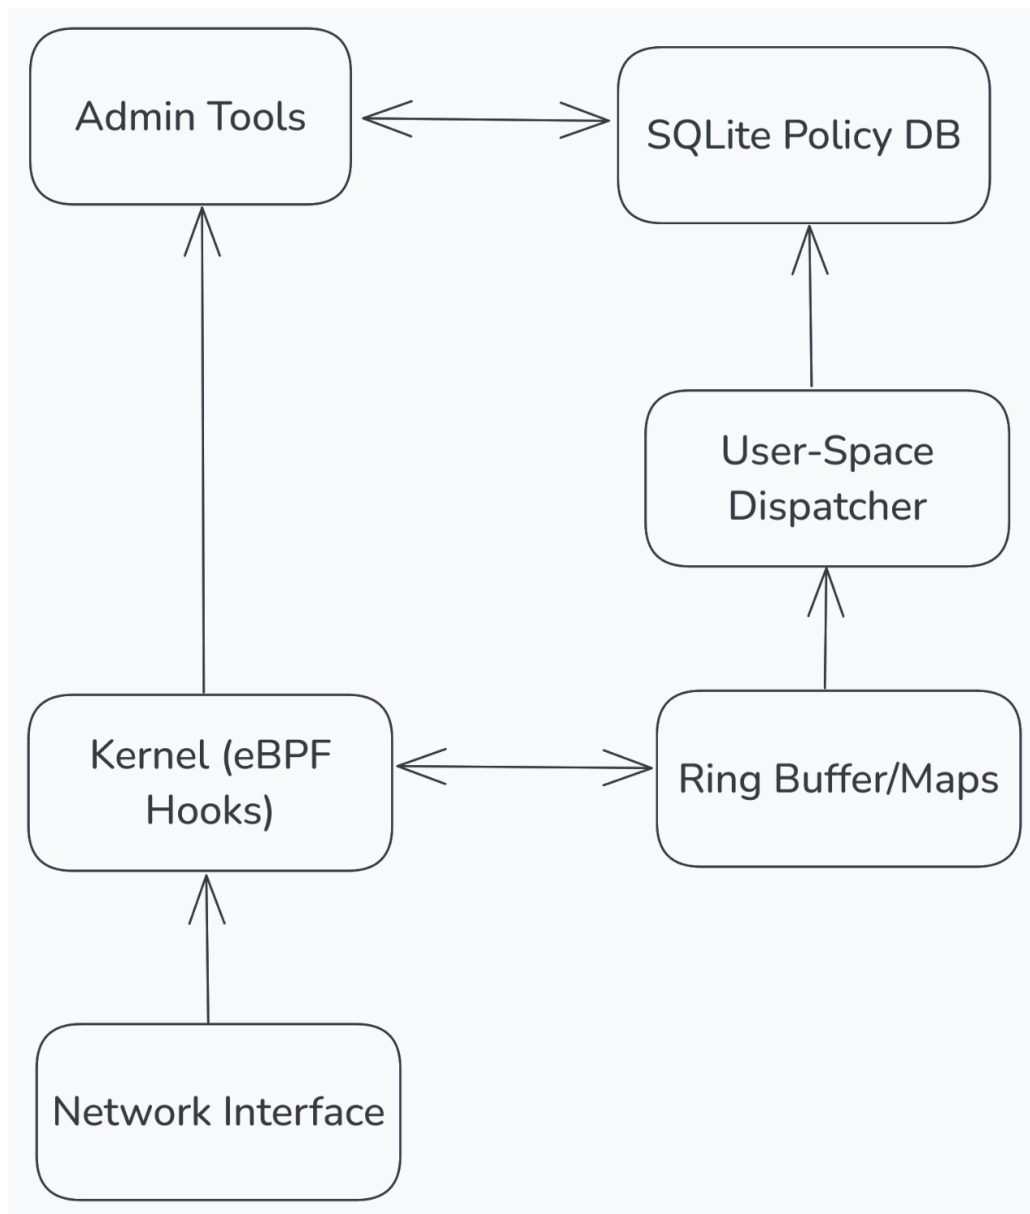 Admin Tools
SQLite Policy DB
User-Space
Dispatcher
Kernel (eBPF
Hooks)
Ring Buffer/Maps
Network Interface